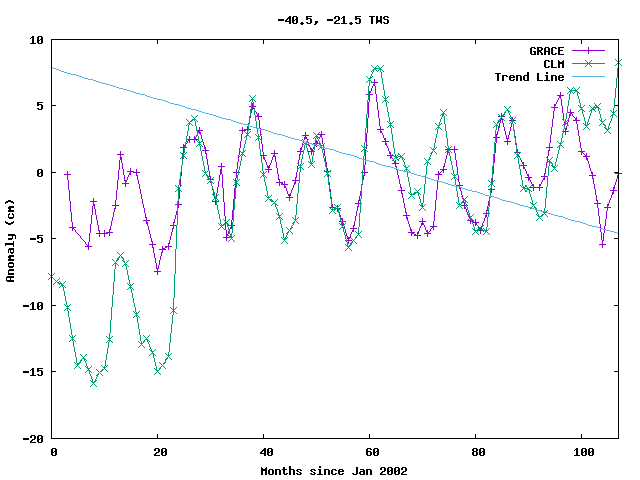 -40.5, -21.5 TWS
GRACE
CLM
Trend Line
10
5
0
-5
-10
-15
-20
Anomaly (cm)
0 20 40 60 80 100
Months since Jan 2002